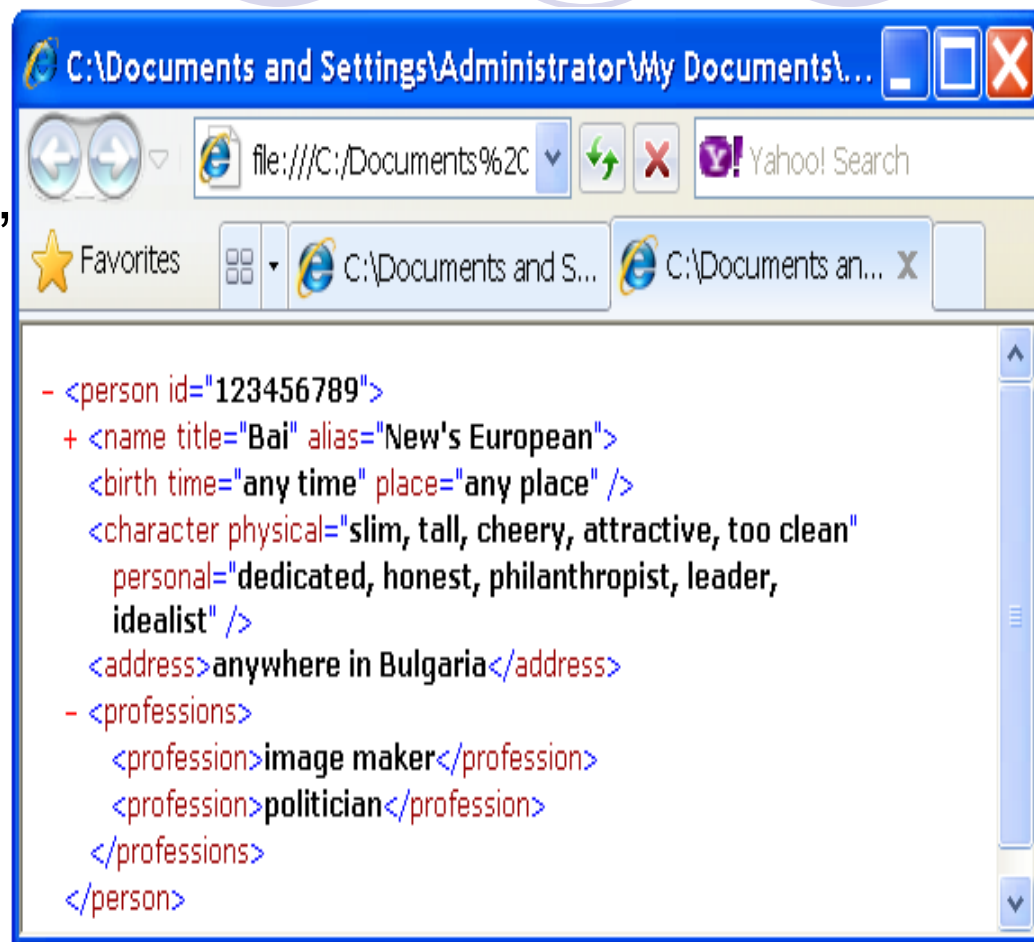 C:\Documents and Settings\Administrator\My Documents\...
file:///C:/Documents%2C
Y! Yahoo! Search
,
Favorites
C:\Documents and S...
C:\Documents an... X
- <person id="123456789">
+ <name title="Bai" alias="New's European">
<birth time="any time" place="any place" />
<character physical="slim, tall, cheery, attractive, too clean"
personal="dedicated, honest, philanthropist, leader,
idealist" />
<address>anywhere in Bulgaria</address>
- <professions>
<profession>image maker</profession>
<profession>politician</profession>
</professions>
</person>